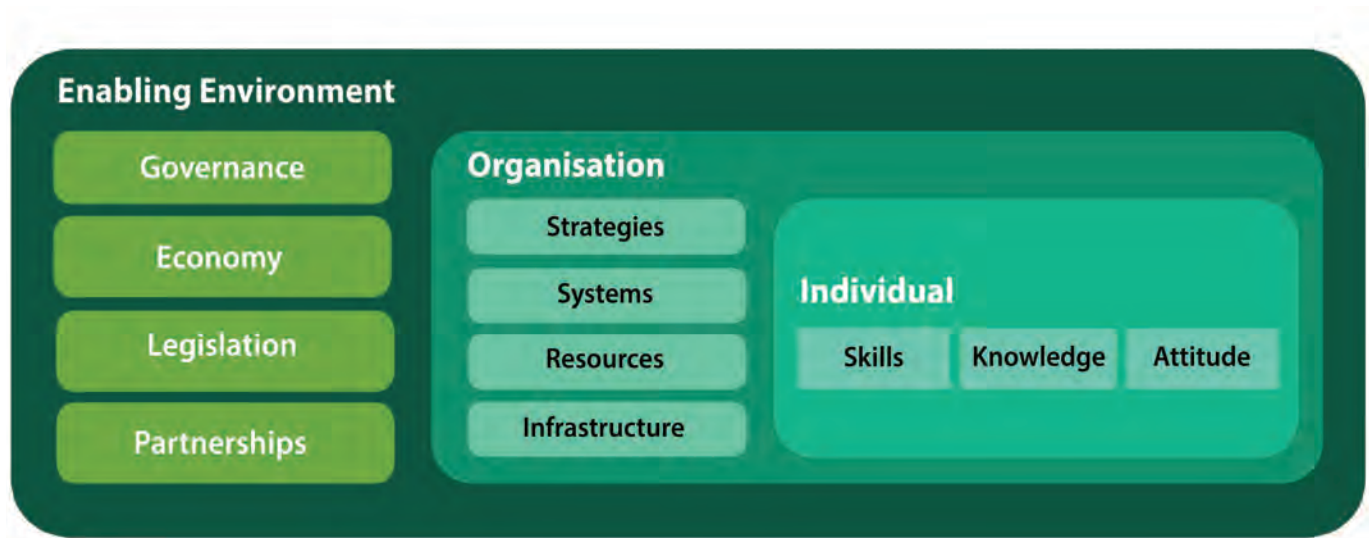 Enabling Environment
Governance
Economy
Legislation
Partnerships
Organisation
Strategies
Systems
Resources
Infrastructure
Individual
Skills
Knowledge
Attitude